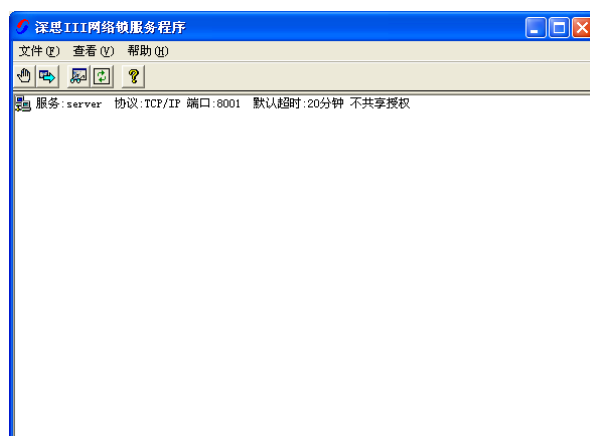 深思III网络锁服务程序
文件(F) 查看(V) 帮助(H)
服务:server 协议:TCP/IP 端口:8001 默认超时:20分钟 不共享授权